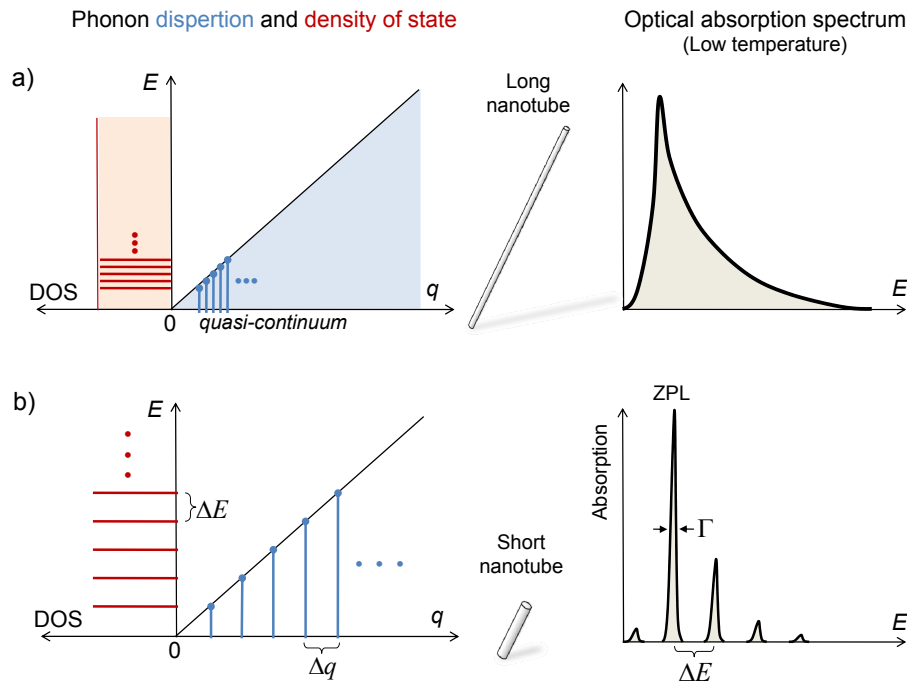 Phonon dispertion and density of state
Optical absorption spectrum
(Low temperature)
a)
E
Long
nanotube
DOS
0
quasi-continuum
q
E
b)
E
ΔE
DOS
0
Δq
q
Short
nanotube
ZPL
Absorption
Γ
ΔE
E